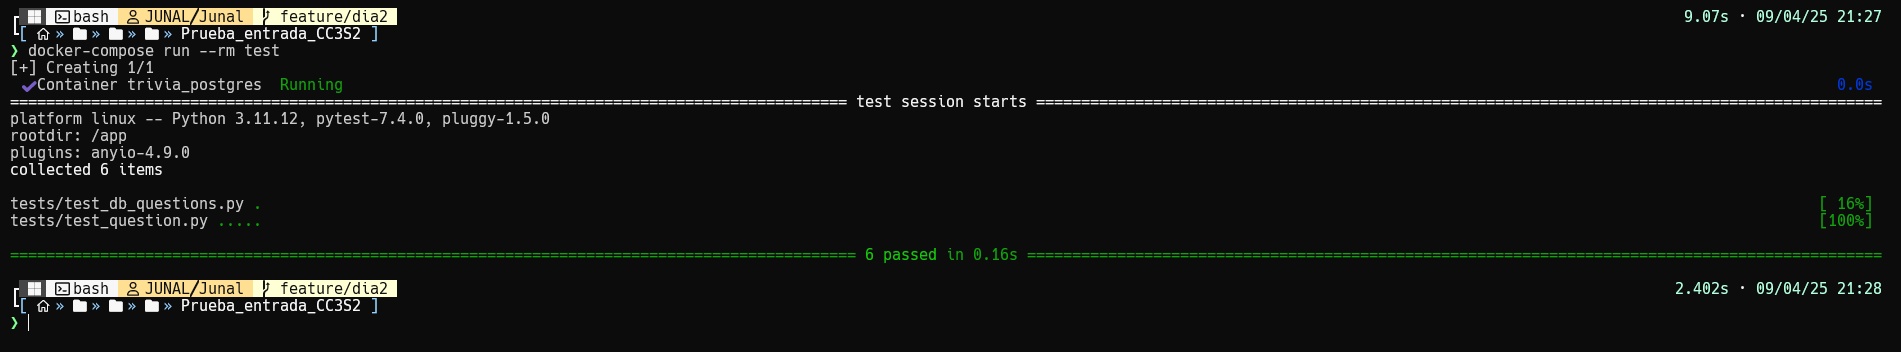 bash JUNAL/Junal feature/dia2 9.07s • 09/04/25 21:27
[ » » » » Prueba_entrada_CC3S2 ]
❯ docker-compose run --rm test
[+] Creating 1/1
✔Container trivia_postgres Running 0.0s
============================================================================================= test session starts ==============================================================================================
platform linux -- Python 3.11.12, pytest-7.4.0, pluggy-1.5.0
rootdir: /app
plugins: anyio-4.9.0
collected 6 items
tests/test_db_questions.py . [ 16%]
tests/test_question.py ..... [100%]
============================================================================================== 6 passed in 0.16s ===============================================================================================
bash JUNAL/Junal feature/dia2 2.402s • 09/04/25 21:28
[ » » » » Prueba_entrada_CC3S2 ]
❯